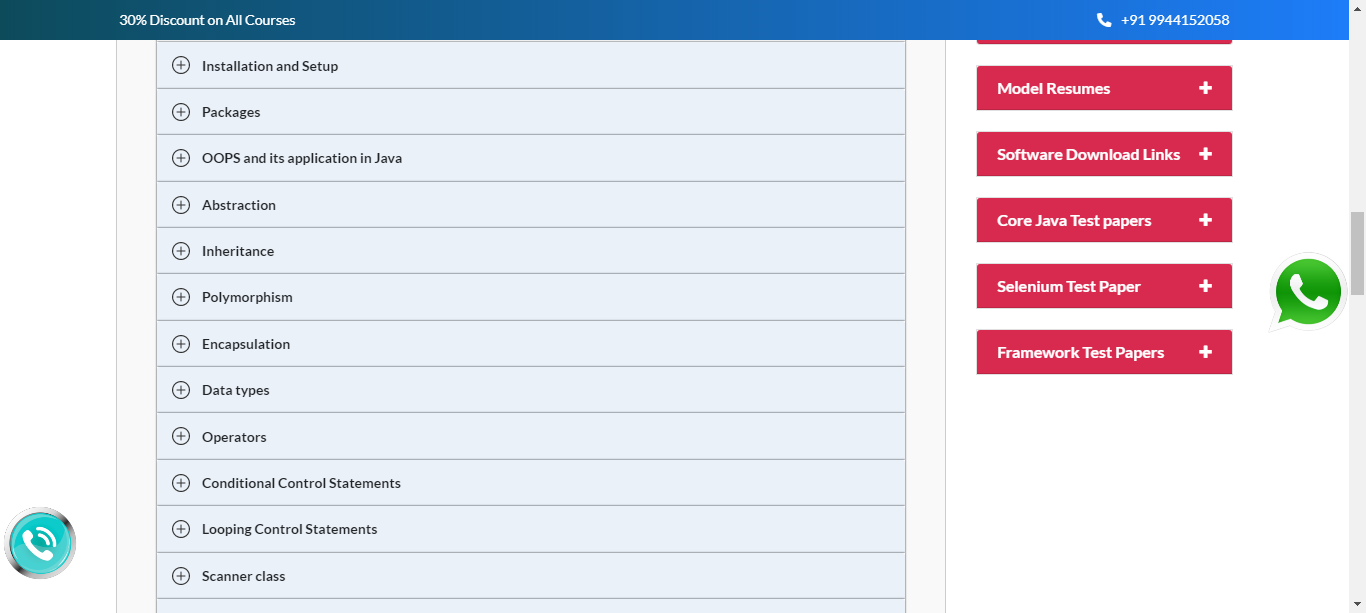 30% Discount on All Courses
+91 9944152058
Installation and Setup
Packages
OOPS and its application in Java
Abstraction
Inheritance
Polymorphism
Encapsulation
Data types
Operators
Conditional Control Statements
Looping Control Statements
Scanner class
Model Resumes
Software Download Links
Core Java Test papers
Selenium Test Paper
Framework Test Papers